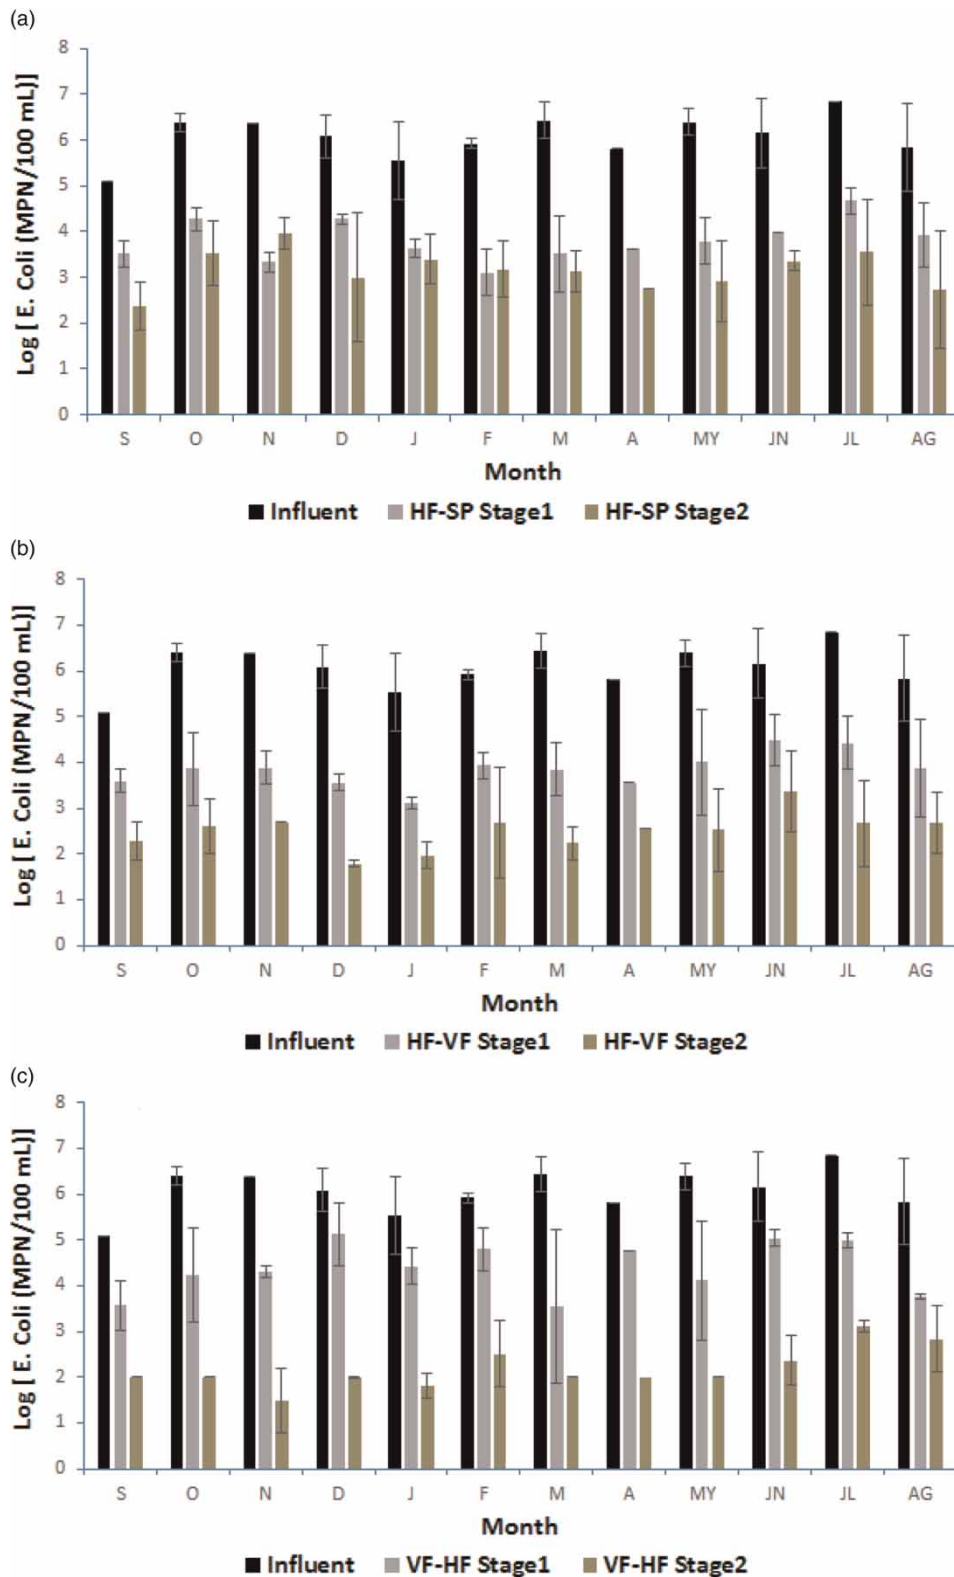 (a)
Log [ E. Coli (MPN/100 mL)]
8
7
6
5
4
3
2
1
0
S O N D J F M A MY JN JL AG
Month
Influent HF-SP Stage1 HF-SP Stage2
(b)
Log [ E. Coli (MPN/100 mL)]
8
7
6
5
4
3
2
1
0
S O N D J F M A MY JN JL AG
Month
Influent HF-VF Stage1 HF-VF Stage2
(c)
Log [ E. Coli (MPN/100 mL)]
8
7
6
5
4
3
2
1
0
S O N D J F M A MY JN JL AG
Month
Influent VF-HF Stage1 VF-HF Stage2